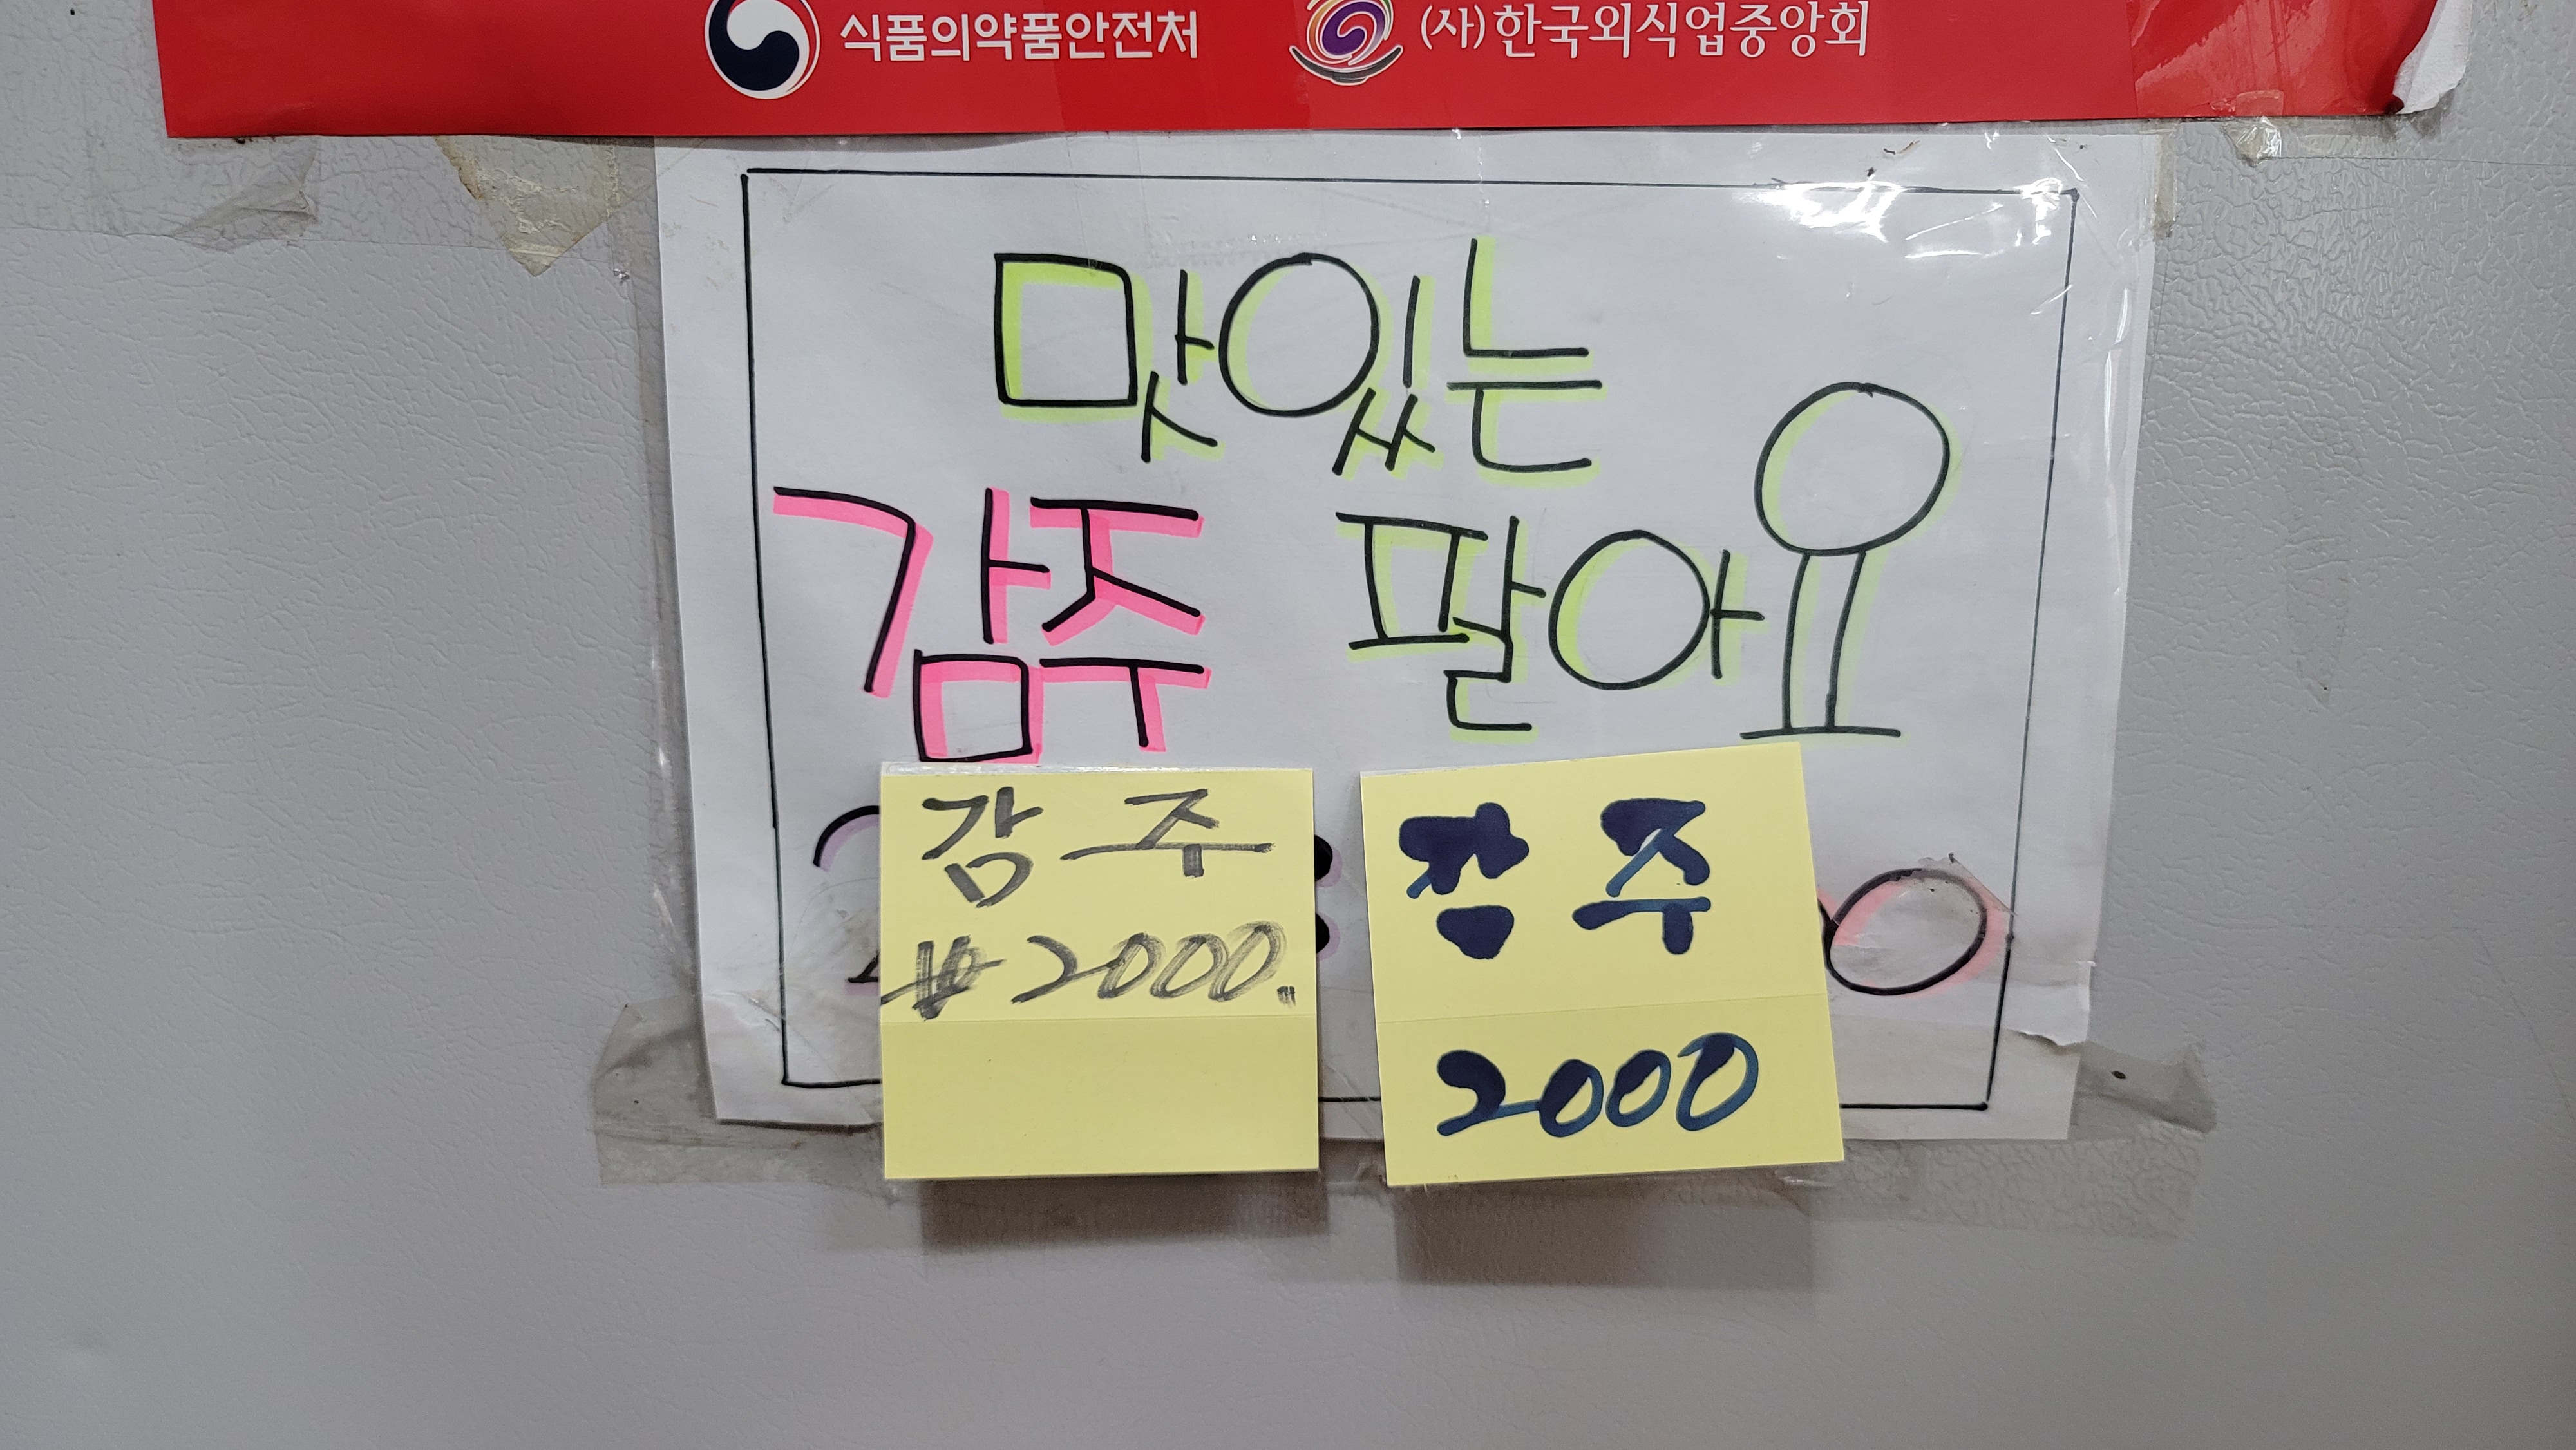 식품의약품안전처 (사)한국외식업중앙회
맛있는
감주 팔아요
감주
₩2000.
감주
2000